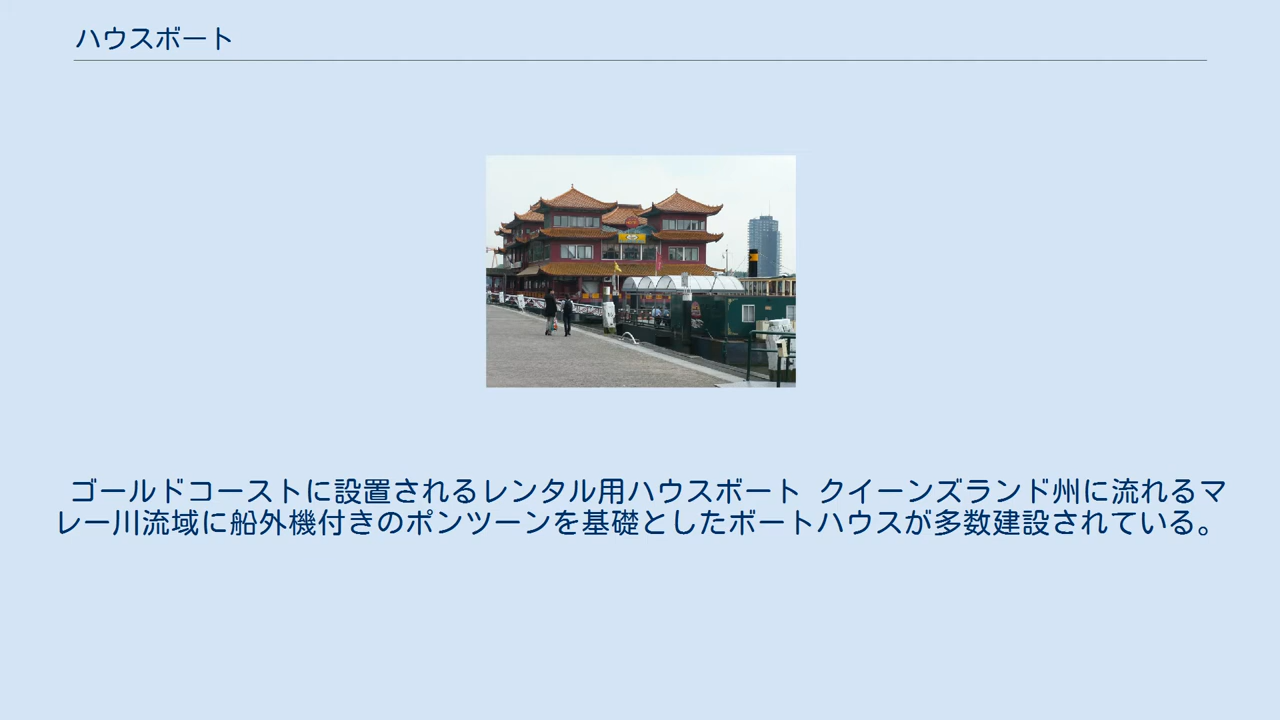 ハウスボート
ゴールドコーストに設置されるレンタル用ハウスボート クイーンズランド州に流れるマ
レー川流域に船外機付きのポンツーンを基礎としたボートハウスが多数建設されている。